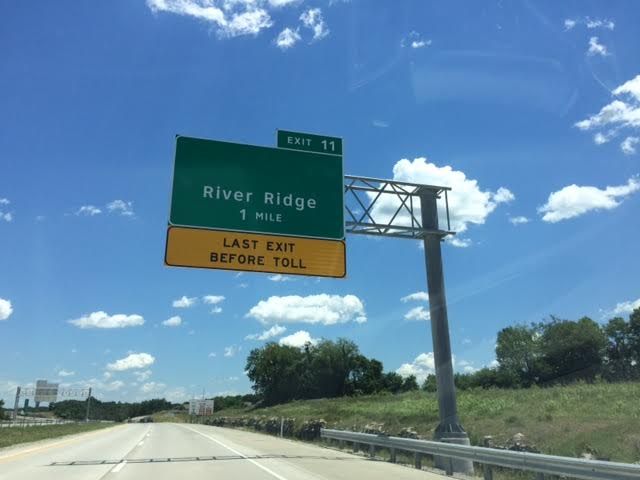 EXIT 11
River Ridge
1 MILE
LAST EXIT
BEFORE TOLL